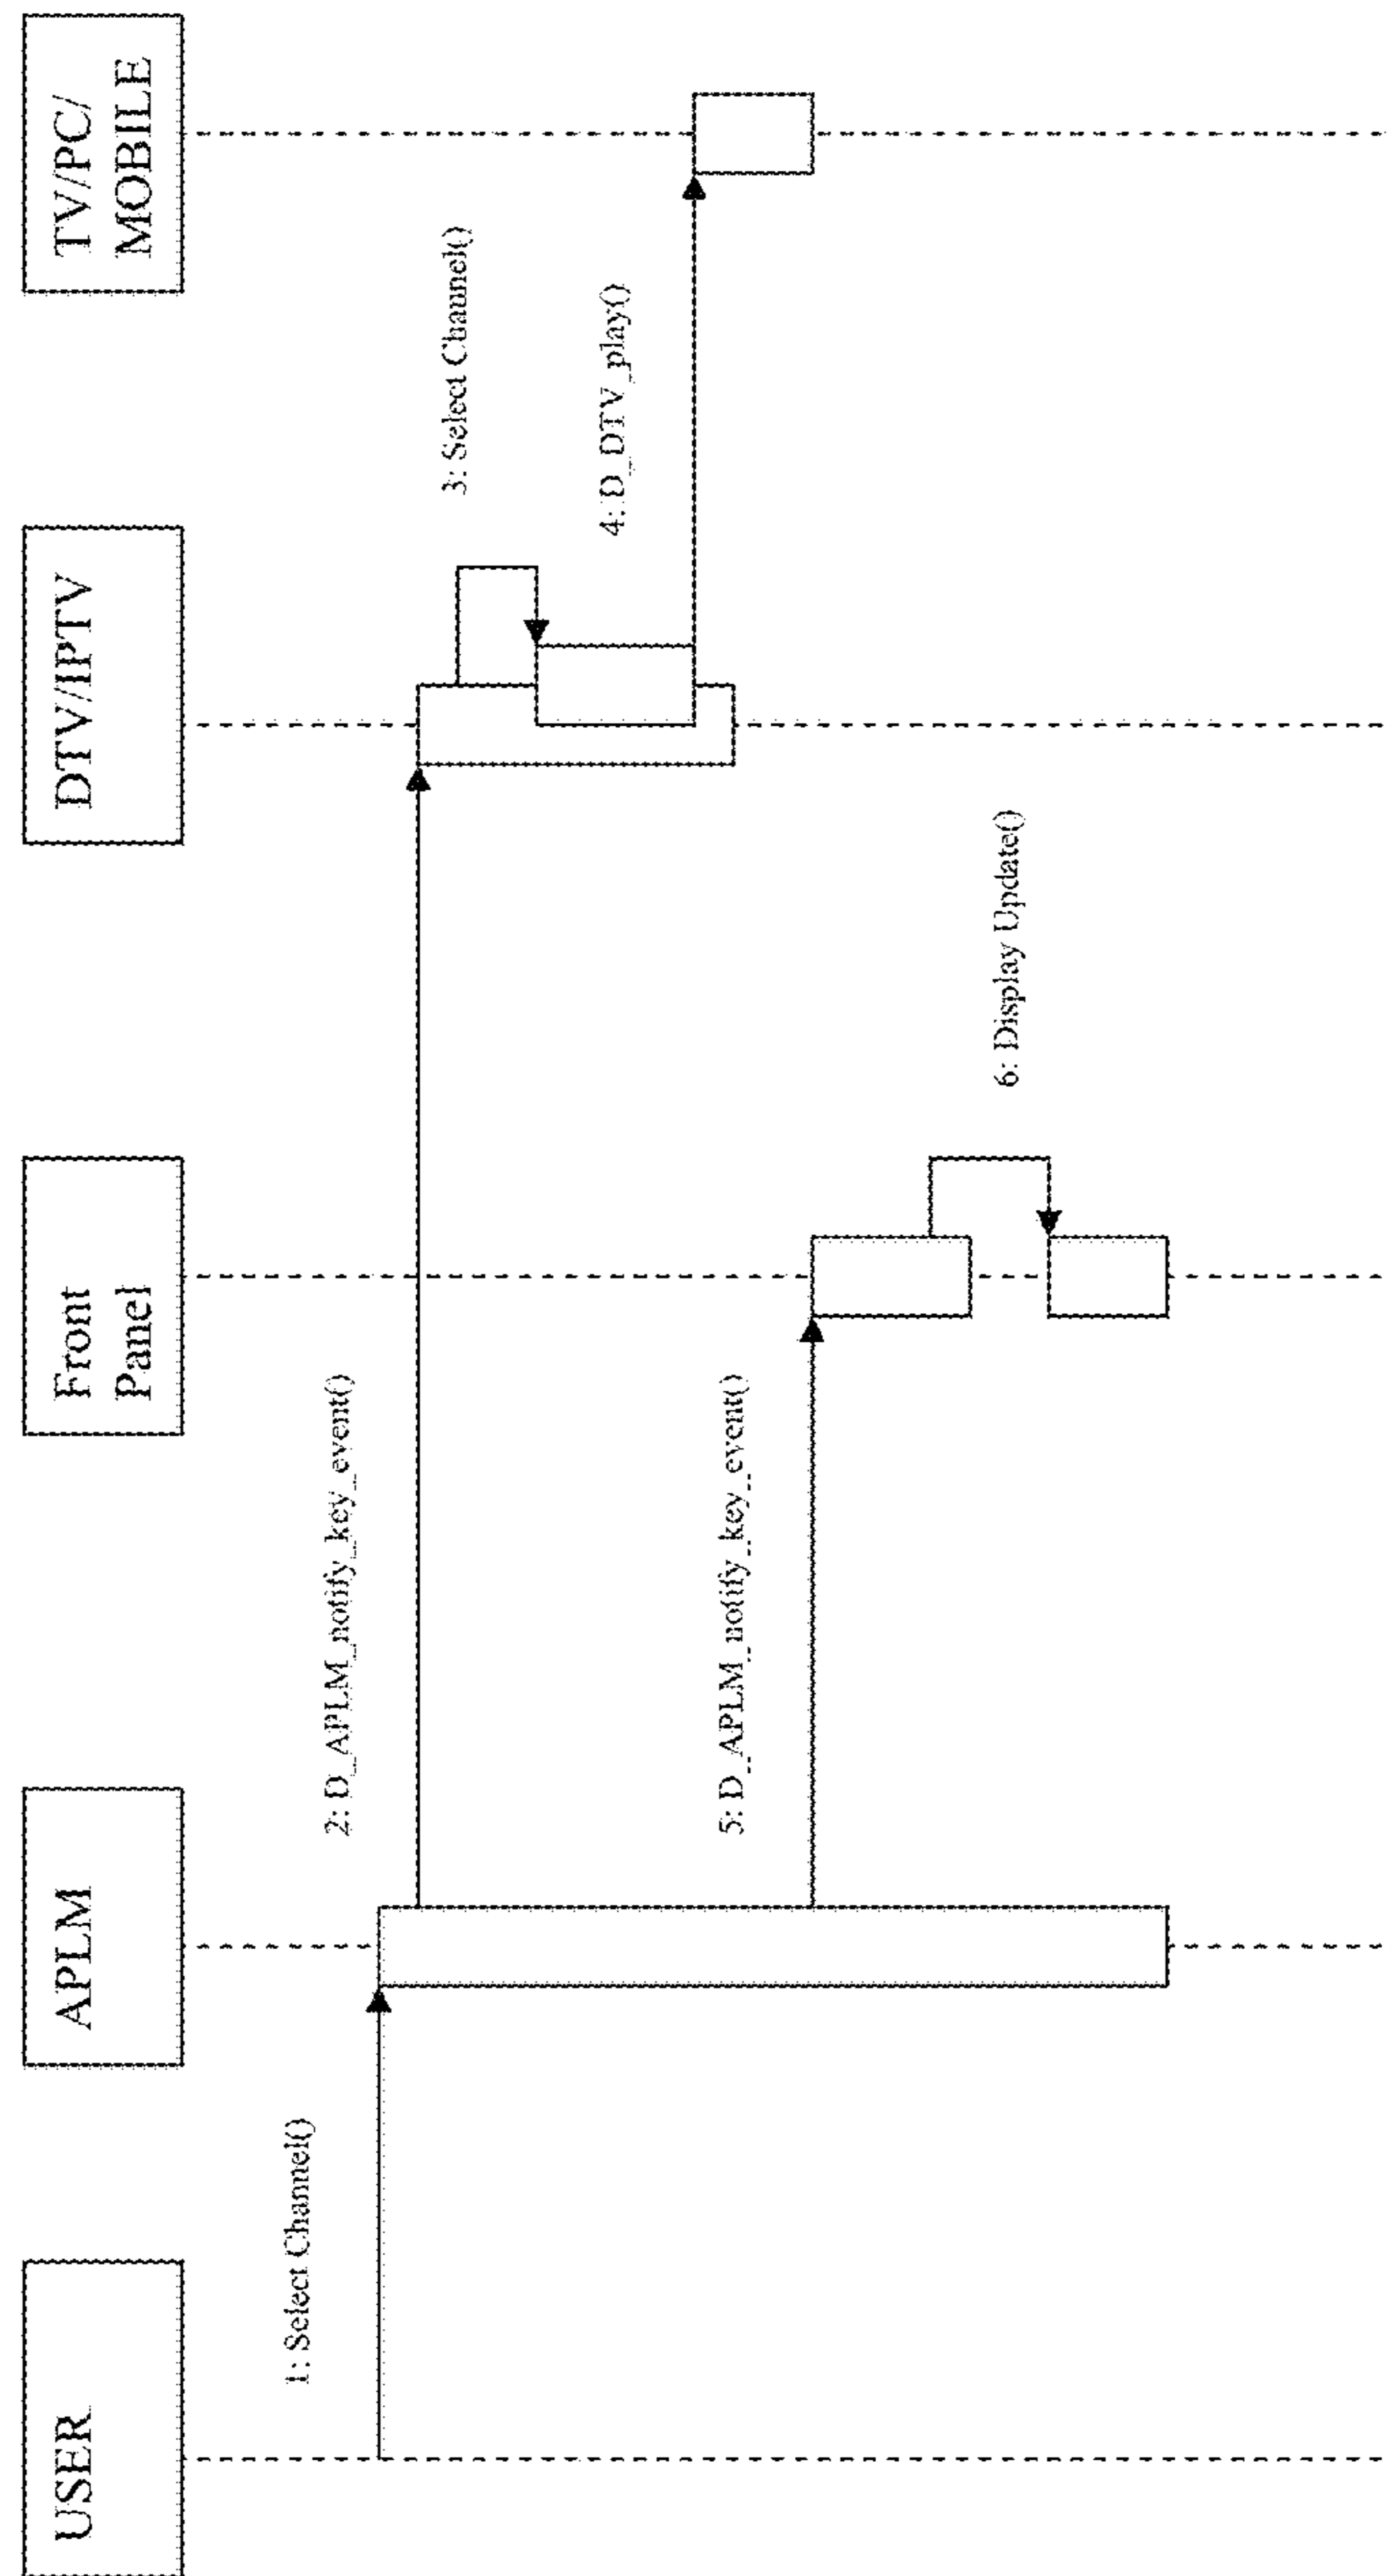 USER
APLM
Front
Panel
DTV/IPTV
TV/PC/
MOBILE
1: Select Channel()
2: D_APLM_notify_key_event()
3: Select Channel()
4: D_DTV_play()
5: D_APLM_notify_key_event()
6: Display Update()